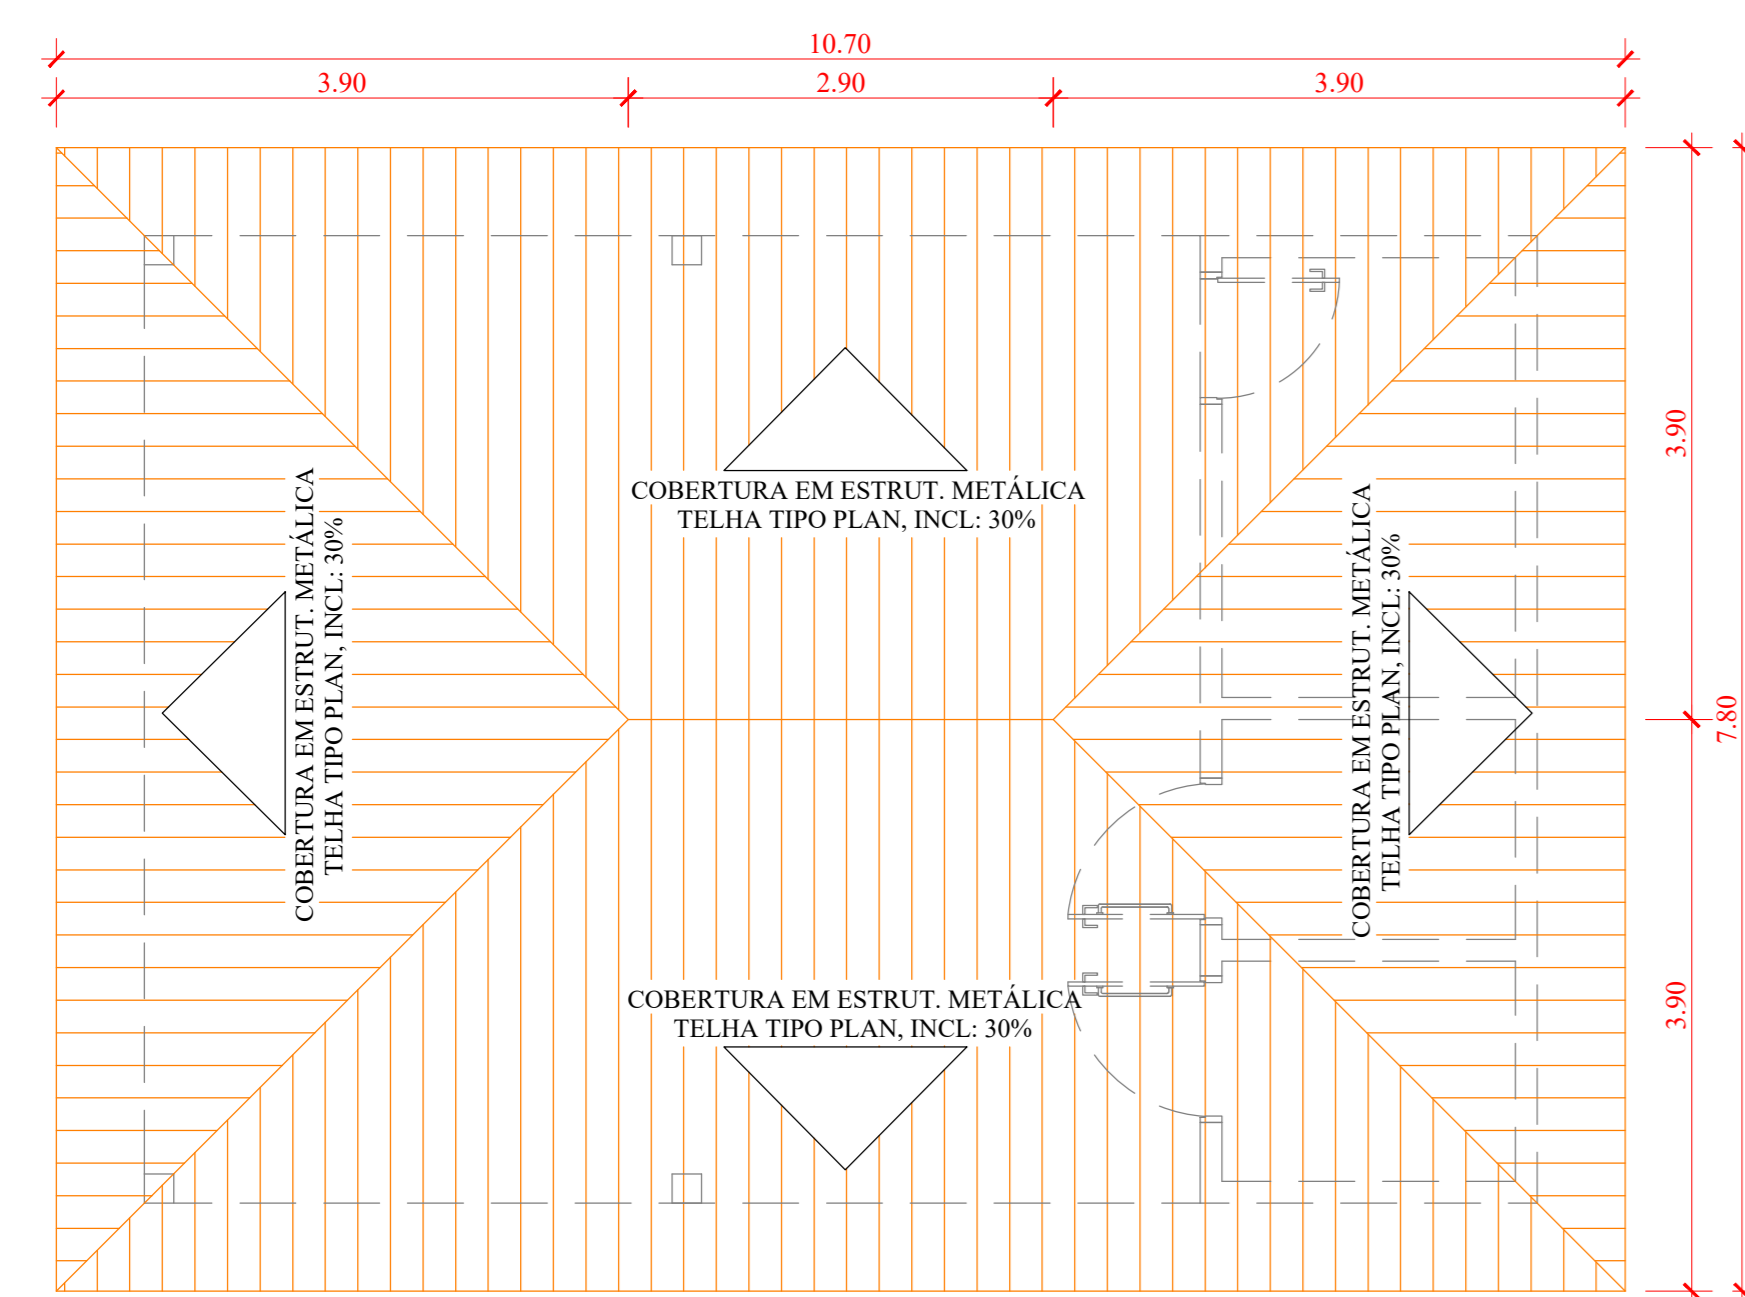 10.70
3.90
2.90
3.90
COBERTURA EM ESTRUT. METÁLICA
TELHA TIPO PLAN, INCL: 30%
COBERTURA EM ESTRUT. METÁLICA
TELHA TIPO PLAN, INCL: 30%
COBERTURA EM ESTRUT. METÁLICA
TELHA TIPO PLAN, INCL: 30%
3.90
7.80
COBERTURA EM ESTRUT. METÁLICA
TELHA TIPO PLAN, INCL: 30%
3.90